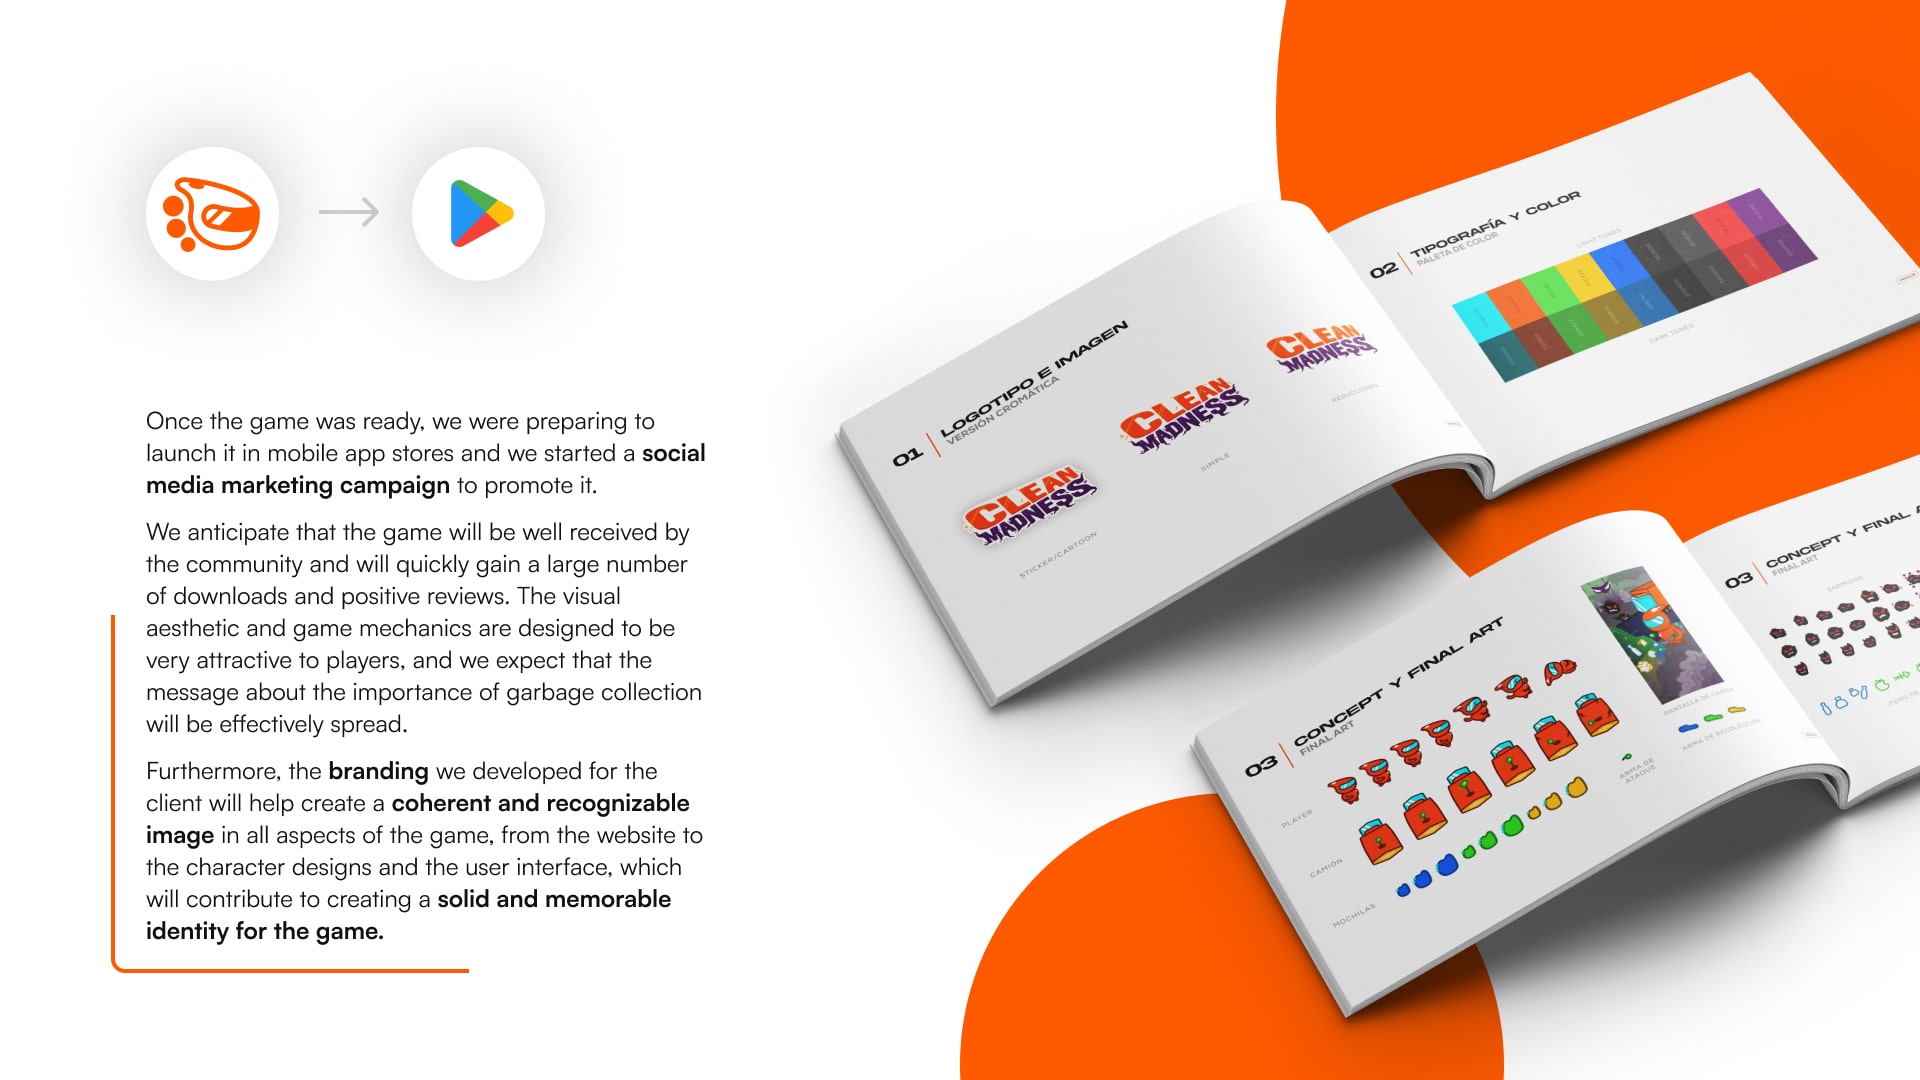 Once the game was ready, we were preparing to
launch it in mobile app stores and we started a social
media marketing campaign to promote it.
We anticipate that the game will be well received by
the community and will quickly gain a large number
of downloads and positive reviews. The visual
aesthetic and game mechanics are designed to be
very attractive to players, and we expect that the
message about the importance of garbage collection
will be effectively spread.
Furthermore, the branding we developed for the
client will help create a coherent and recognizable
image in all aspects of the game, from the website to
the character designs and the user interface, which
will contribute to creating a solid and memorable
identity for the game.
01 LOGOTIPO E IMAGEN
VERSIÓN CROMÁTICA
CLEAN
MADNESS
STICKER/CARTOON
CLEAN
MADNESS
SIMPLE
CLEAN
MADNESS
REDUCCIONES
02 TIPOGRAFÍA Y COLOR
PALETA DE COLOR
LIGHT TONES
DARK TONES
03 CONCEPT Y FINAL ART
FINAL ART
PLAYER
CAMIÓN
MOCHILAS
PANTALLA DE CARGA
ARMA DE RECOLECCIÓN
ARMA DE
ATAQUE
03 CONCEPT Y FINAL A
FINAL ART
ENEMIGOS
ITEMS DE